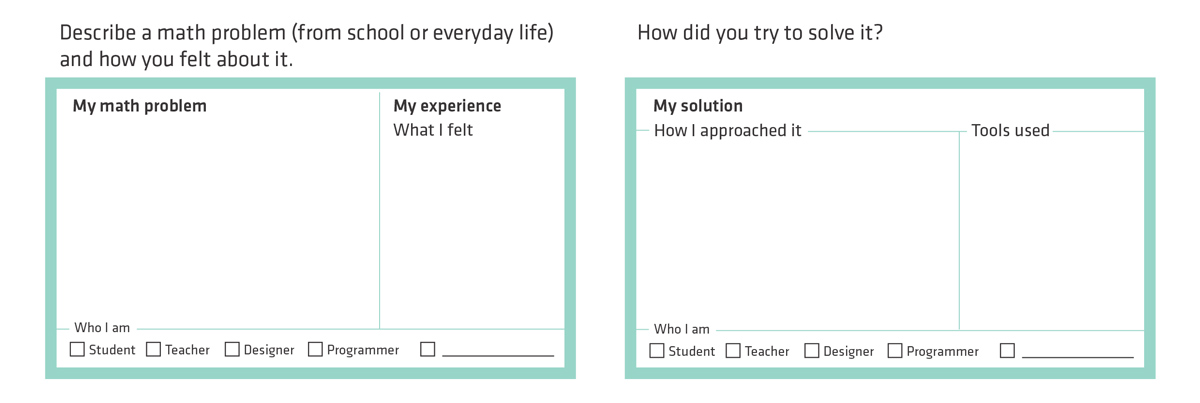 Describe a math problem (from school or everyday life)
and how you felt about it.
My math problem
My experience
What I felt
Who I am
Student Teacher Designer Programmer
How did you try to solve it?
My solution
How I approached it
Tools used
Who I am
Student Teacher Designer Programmer